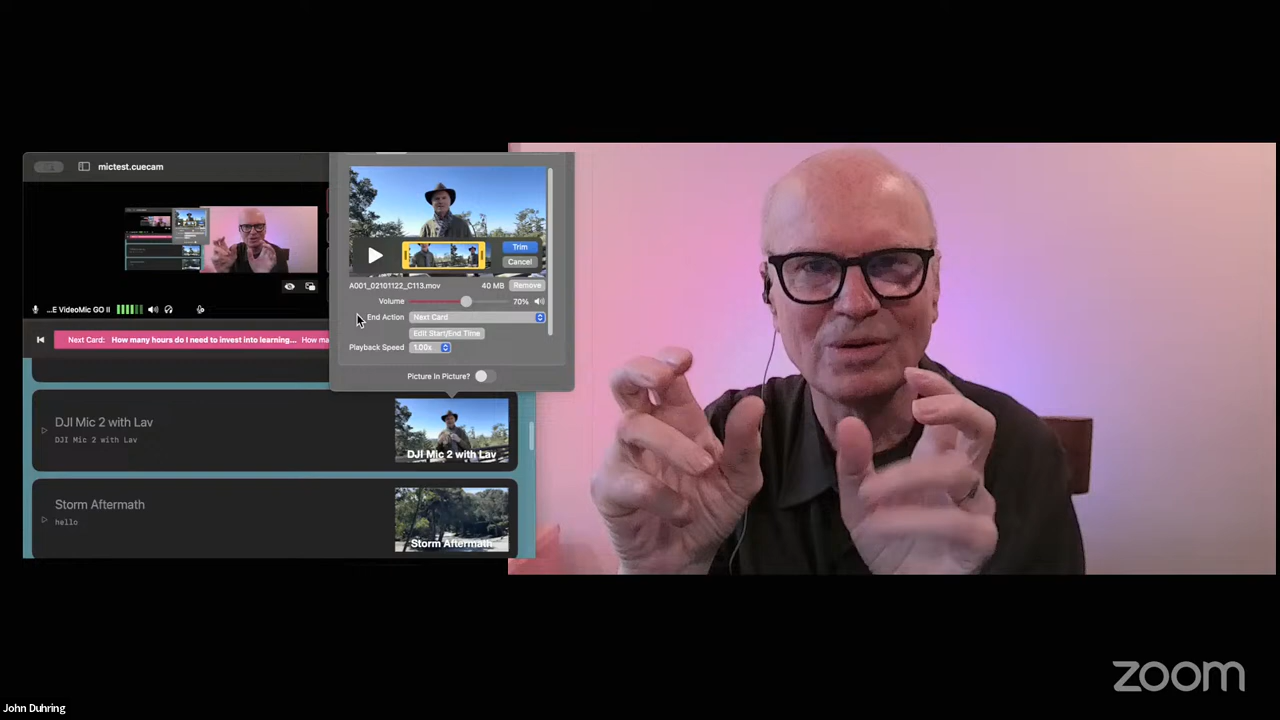 mictest.cuecam
Trim
Cancel
A001_02101122_C113.mov 40 MB Remove
...E VideoMic GO II
Volume 70%
End Action Next Card
Edit Start/End Time
Next Card: How many hours do I need to invest into learning... How ma
Playback Speed 1.00x
Picture In Picture?
DJI Mic 2 with Lav
DJI Mic 2 with Lav
DJI Mic 2 with Lav
Storm Aftermath
hello
Storm Aftermath
zoom
John Duhring